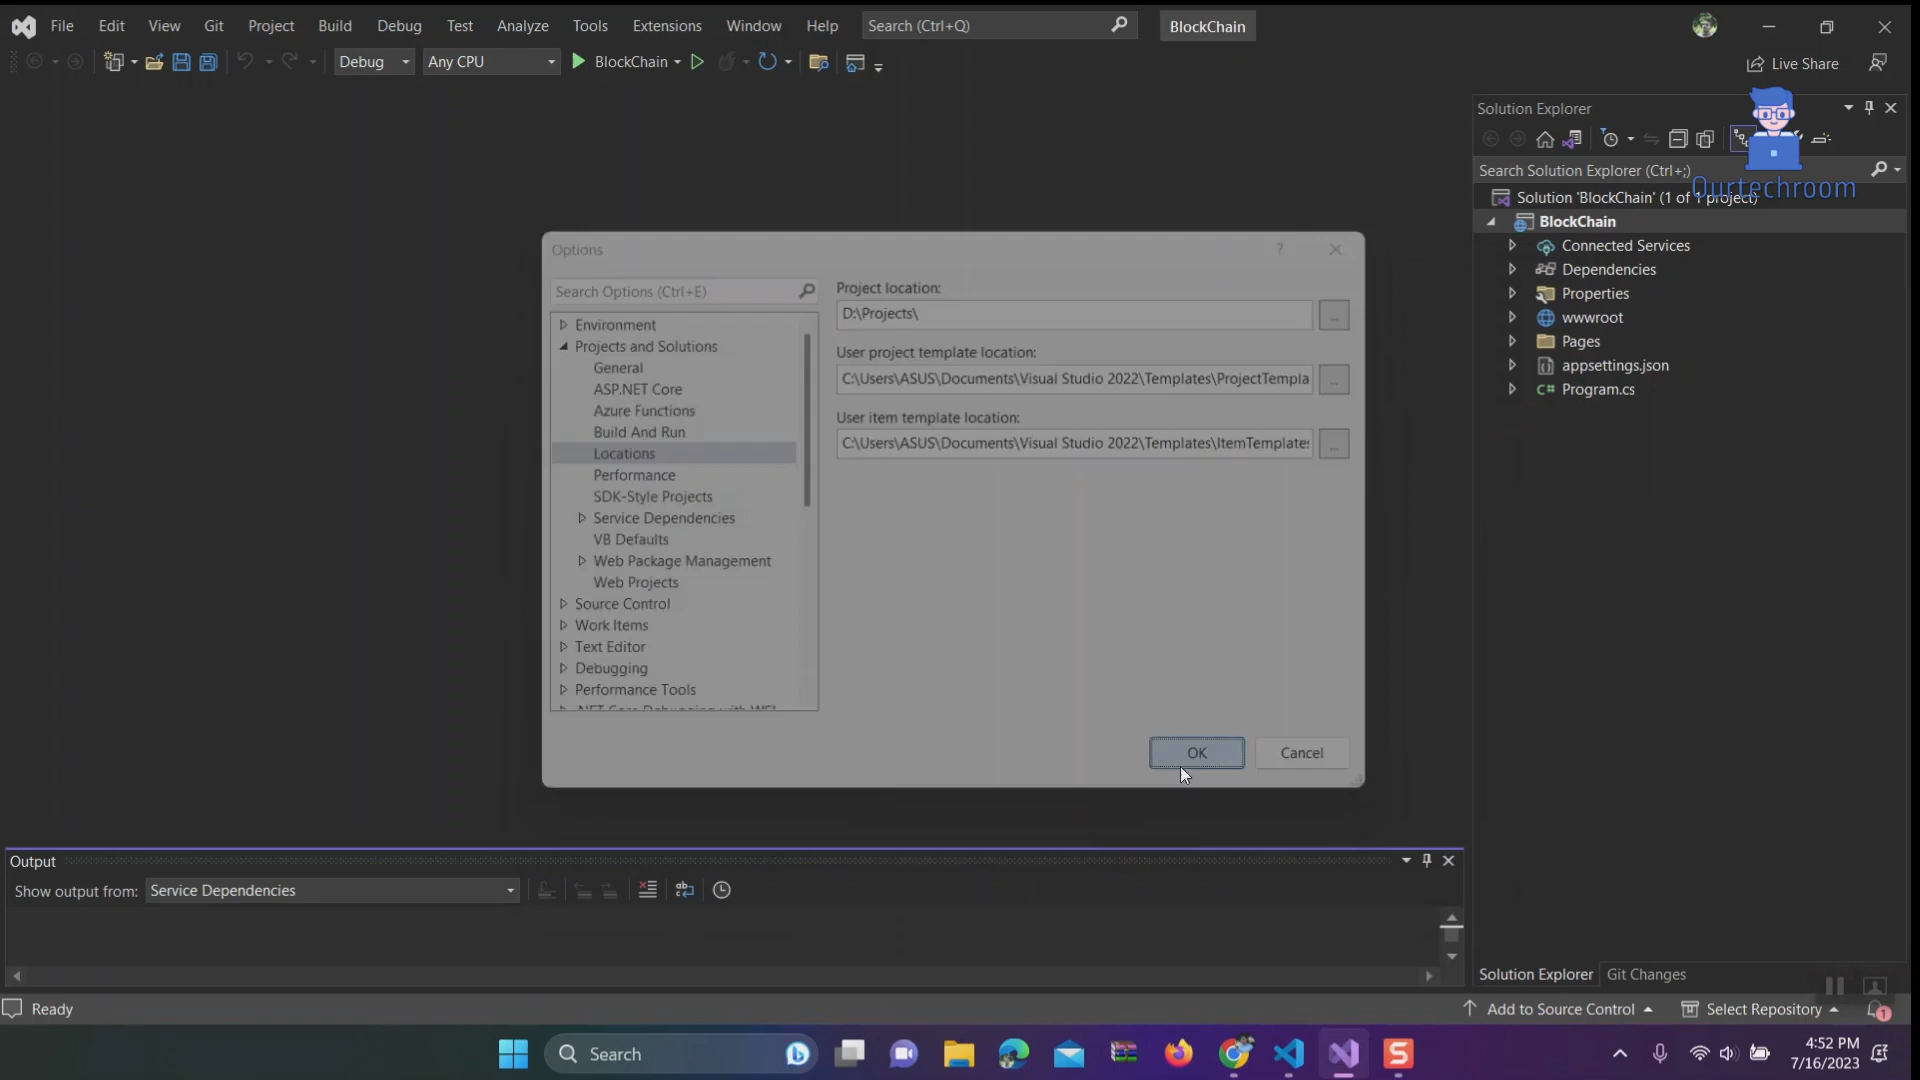 File Edit View Git Project Build Debug Test Analyze Tools Extensions Window Help Search (Ctrl+Q) BlockChain
Debug Any CPU BlockChain Live Share
Solution Explorer
Search Solution Explorer (Ctrl+;)
Ourtechroom
Solution 'BlockChain' (1 of 1 project)
BlockChain
Connected Services
Dependencies
Properties
wwwroot
Pages
appsettings.json
C# Program.cs
Options
Search Options (Ctrl+E)
Environment
Projects and Solutions
General
ASP.NET Core
Azure Functions
Build And Run
Locations
Performance
SDK-Style Projects
Service Dependencies
VB Defaults
Web Package Management
Web Projects
Source Control
Work Items
Text Editor
Debugging
Performance Tools
.NET Core Debugging with WSL
Project location:
D:\Projects\
...
User project template location:
C:\Users\ASUS\Documents\Visual Studio 2022\Templates\ProjectTempla
...
User item template location:
C:\Users\ASUS\Documents\Visual Studio 2022\Templates\ItemTemplates
...
OK Cancel
Output
Show output from: Service Dependencies
Solution Explorer Git Changes
Ready Add to Source Control Select Repository 1
Search
4:52 PM
7/16/2023